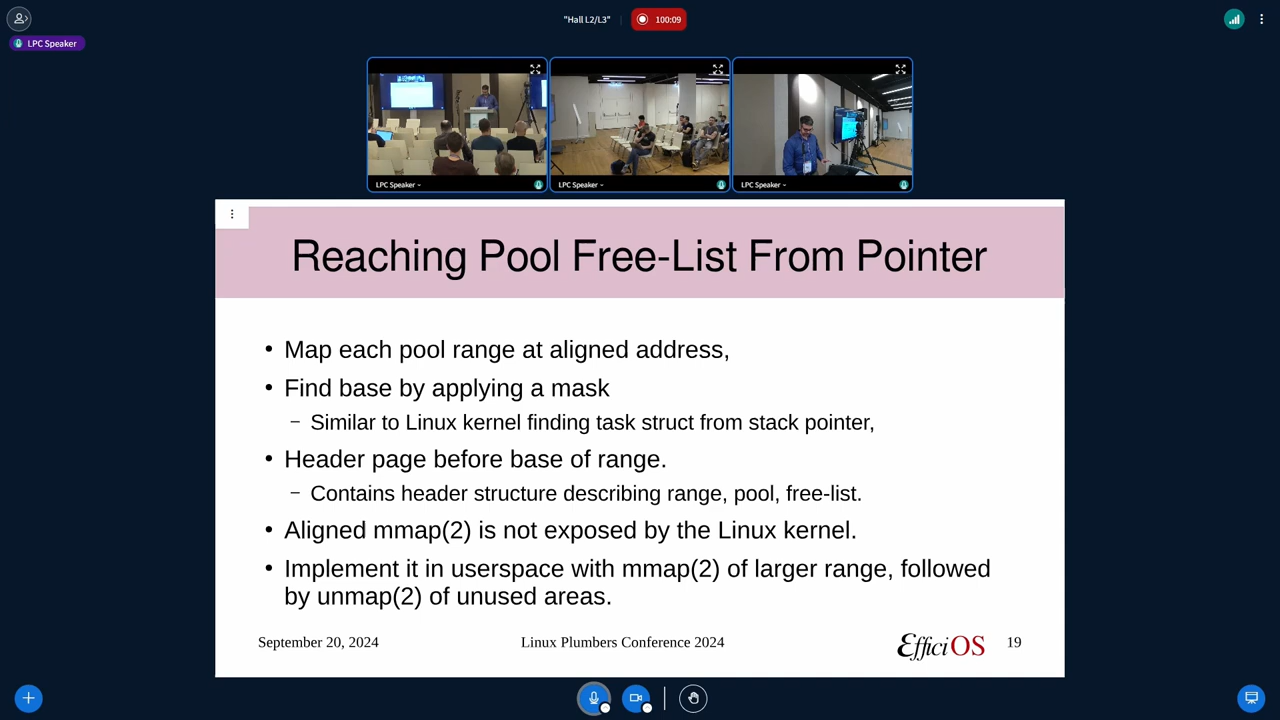 "Hall L2/L3"
100:09
LPC Speaker
LPC Speaker
LPC Speaker
LPC Speaker
Reaching Pool Free-List From Pointer
• Map each pool range at aligned address,
• Find base by applying a mask
– Similar to Linux kernel finding task struct from stack pointer,
• Header page before base of range.
– Contains header structure describing range, pool, free-list.
• Aligned mmap(2) is not exposed by the Linux kernel.
• Implement it in userspace with mmap(2) of larger range, followed
by unmap(2) of unused areas.
September 20, 2024
Linux Plumbers Conference 2024
EfficiOS
19